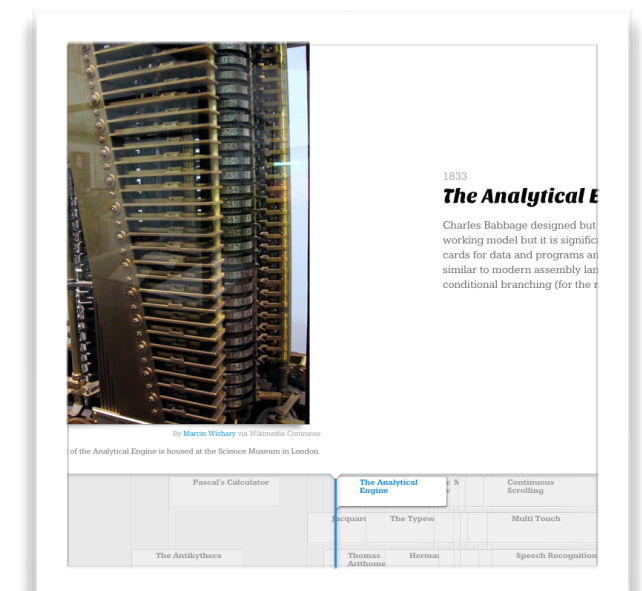 1833
The Analytical E
Charles Babbage designed but
working model but it is signific
cards for data and programs an
similar to modern assembly lan
conditional branching (for the
By Marcin Wichary via Wikimedia Commons
of the Analytical Engine is housed at the Science Museum in London.
Pascal's Calculator
The Analytical
Engine
Continuous
Scrolling
Jacquard
The Typew
Multi Touch
The Antikythera
Thomas
Arithome
Herma
Speech Recognition